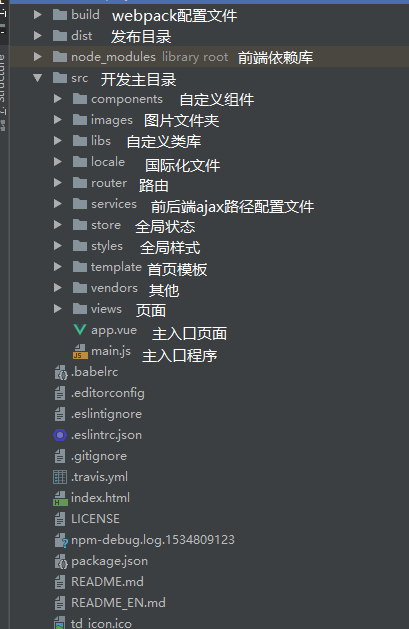 build webpack配置文件
dist 发布目录
node_modules library root 前端依赖库
src 开发主目录
components 自定义组件
images 图片文件夹
libs 自定义类库
locale 国际化文件
router 路由
services 前后端ajax路径配置文件
store 全局状态
styles 全局样式
template 首页模板
vendors 其他
views 页面
app.vue 主入口页面
main.js 主入口程序
.babelrc
.editorconfig
.eslintignore
.eslintrc.json
.gitignore
.travis.yml
index.html
LICENSE
npm-debug.log.1534809123
package.json
README.md
README_EN.md
td_icon.ico